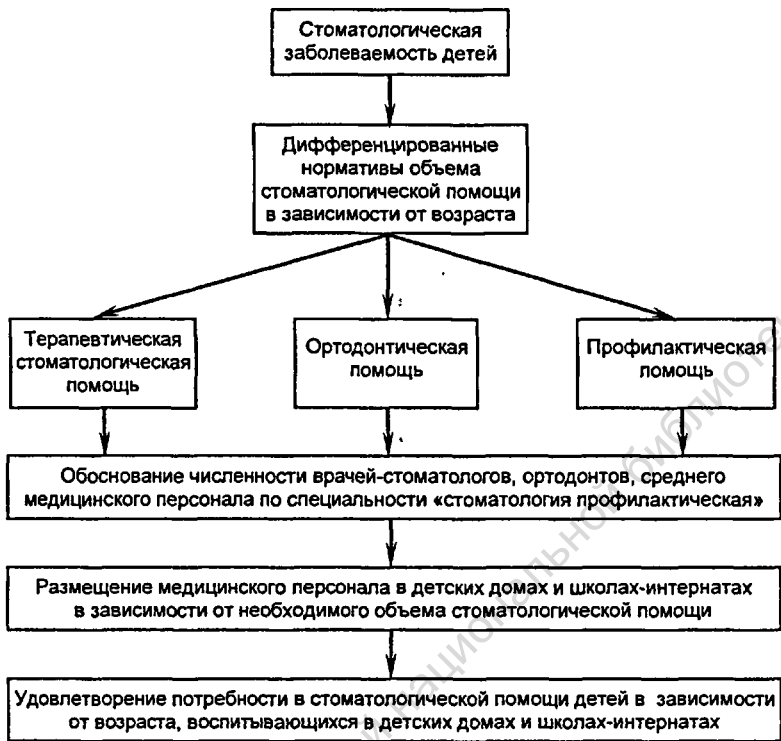 Стоматологическая
заболеваемость детей
Дифференцированные
нормативы объема
стоматологической помощи
в зависимости от возраста
Терапевтическая
стоматологическая
помощь
Ортодонтическая
помощь
Профилактическая
помощь
Обоснование численности врачей-стоматологов, ортодонтов, среднего
медицинского персонала по специальности «стоматология профилактическая»
Размещение медицинского персонала в детских домах и школах-интернатах
в зависимости от необходимого объема стоматологической помощи
Удовлетворение потребности в стоматологической помощи детей в зависимости
от возраста, воспитывающихся в детских домах и школах-интернатах